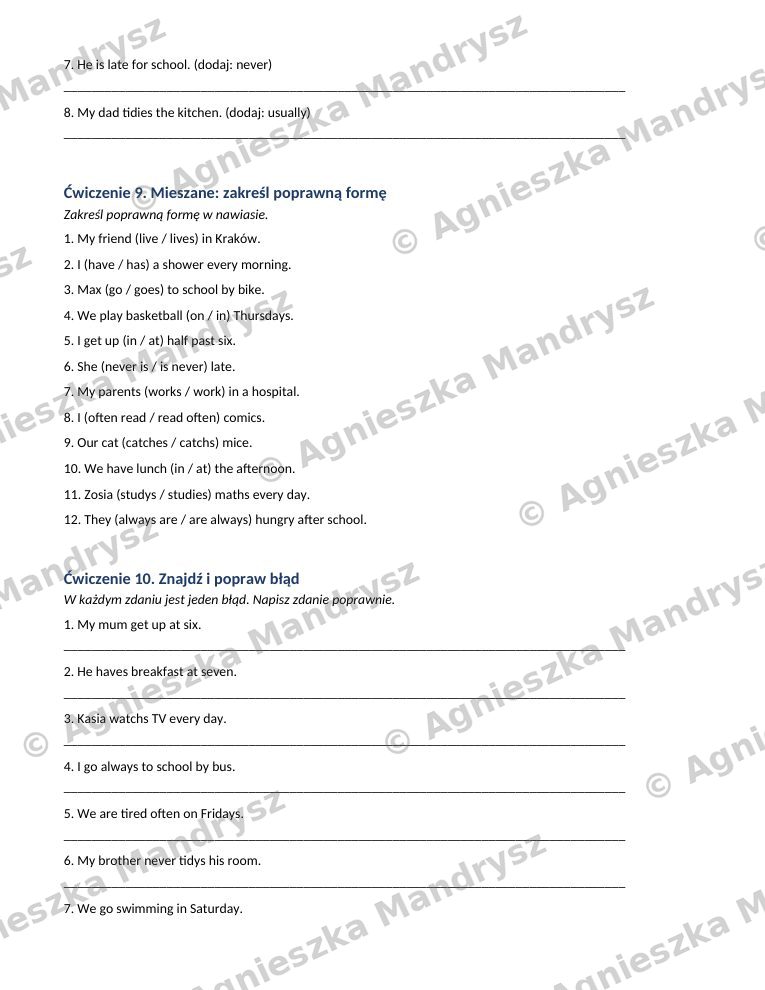 7. He is late for school. (dodaj: never)
8. My dad tidies the kitchen. (dodaj: usually)
Ćwiczenie 9. Mieszane: zakreśl poprawną formę
Zakreśl poprawną formę w nawiasie.
1. My friend (live / lives) in Kraków.
2. I (have / has) a shower every morning.
3. Max (go / goes) to school by bike.
4. We play basketball (on / in) Thursdays.
5. I get up (in / at) half past six.
6. She (never is / is never) late.
7. My parents (works / work) in a hospital.
8. I (often read / read often) comics.
9. Our cat (catches / catchs) mice.
10. We have lunch (in / at) the afternoon.
11. Zosia (studys / studies) maths every day.
12. They (always are / are always) hungry after school.
Ćwiczenie 10. Znajdź i popraw błąd
W każdym zdaniu jest jeden błąd. Napisz zdanie poprawnie.
1. My mum get up at six.
2. He haves breakfast at seven.
3. Kasia watchs TV every day.
4. I go always to school by bus.
5. We are tired often on Fridays.
6. My brother never tidys his room.
7. We go swimming in Saturday.
© Agnieszka Mandrysz